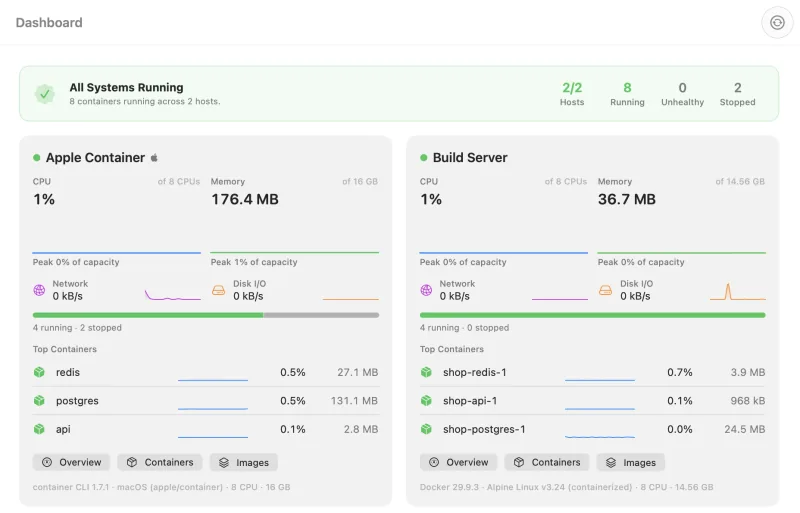 Dashboard
All Systems Running
8 containers running across 2 hosts.
2/2
Hosts
8
Running
0
Unhealthy
2
Stopped
Apple Container
CPU
of 8 CPUs
1%
Memory
of 16 GB
176.4 MB
Peak 0% of capacity
Peak 1% of capacity
Network
0 kB/s
Disk I/O
0 kB/s
4 running · 2 stopped
Top Containers
redis 0.5% 27.1 MB
postgres 0.5% 131.1 MB
api 0.1% 2.8 MB
Overview
Containers
Images
container CLI 1.7.1 · macOS (apple/container) · 8 CPU · 16 GB
Build Server
CPU
of 8 CPUs
1%
Memory
of 14.56 GB
36.7 MB
Peak 0% of capacity
Peak 0% of capacity
Network
0 kB/s
Disk I/O
0 kB/s
4 running · 0 stopped
Top Containers
shop-redis-1 0.7% 3.9 MB
shop-api-1 0.1% 968 kB
shop-postgres-1 0.0% 24.5 MB
Overview
Containers
Images
Docker 29.9.3 · Alpine Linux v3.24 (containerized) · 8 CPU · 14.56 GB